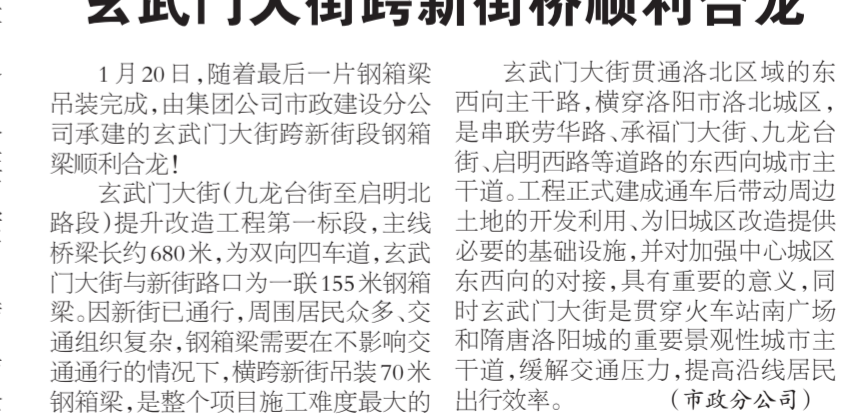 玄武门大街跨新街桥顺利合龙
1月20日,随着最后一片钢箱梁
吊装完成,由集团公司市政建设分公
司承建的玄武门大街跨新街段钢箱
梁顺利合龙!
玄武门大街(九龙台街至启明北
路段)提升改造工程第一标段,主线
桥梁长约680米,为双向四车道,玄武
门大街与新街路口为一联155米钢箱
梁。因新街已通行,周围居民众多、交
通组织复杂,钢箱梁需要在不影响交
通通行的情况下,横跨新街吊装70米
钢箱梁,是整个项目施工难度最大的
玄武门大街贯通洛北区域的东
西向主干路,横穿洛阳市洛北城区,
是串联劳华路、承福门大街、九龙台
街、启明西路等道路的东西向城市主
干道。工程正式建成通车后带动周边
土地的开发利用、为旧城区改造提供
必要的基础设施,并对加强中心城区
东西向的对接,具有重要的意义,同
时玄武门大街是贯穿火车站南广场
和隋唐洛阳城的重要景观性城市主
干道,缓解交通压力,提高沿线居民
出行效率。 (市政分公司)